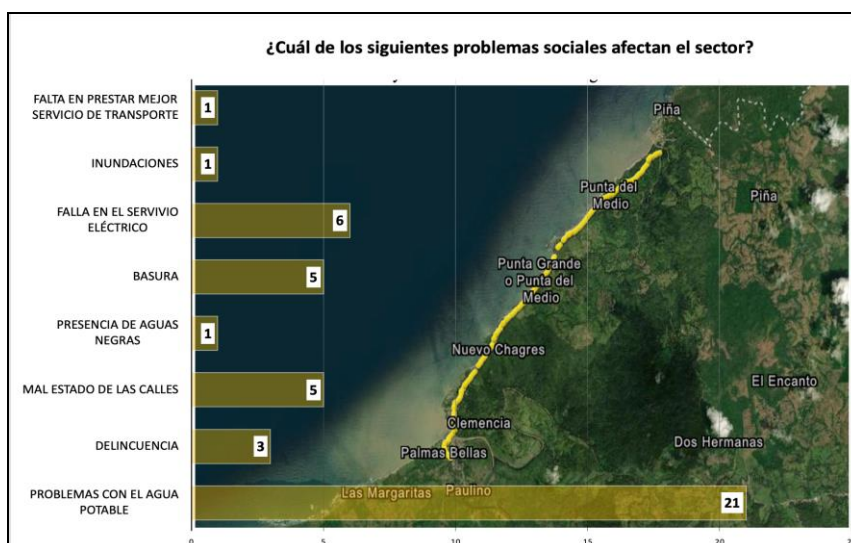 ¿Cuál de los siguientes problemas sociales afectan el sector?
FALTA EN PRESTAR MEJOR
SERVICIO DE TRANSPORTE
1
INUNDACIONES
1
FALLA EN EL SERVIVIO
ELÉCTRICO
6
BASURA
5
PRESENCIA DE AGUAS
NEGRAS
1
MAL ESTADO DE LAS CALLES
5
DELINCUENCIA
3
PROBLEMAS CON EL AGUA
POTABLE
21
Piña
Punta del
Medio
Piña
Punta Grande
o Punta del
Medio
Nuevo Chagres
El Encanto
Clemencia
Dos Hermanas
Palmas Bellas
Las Margaritas
Paulino
0
5
10
15
20